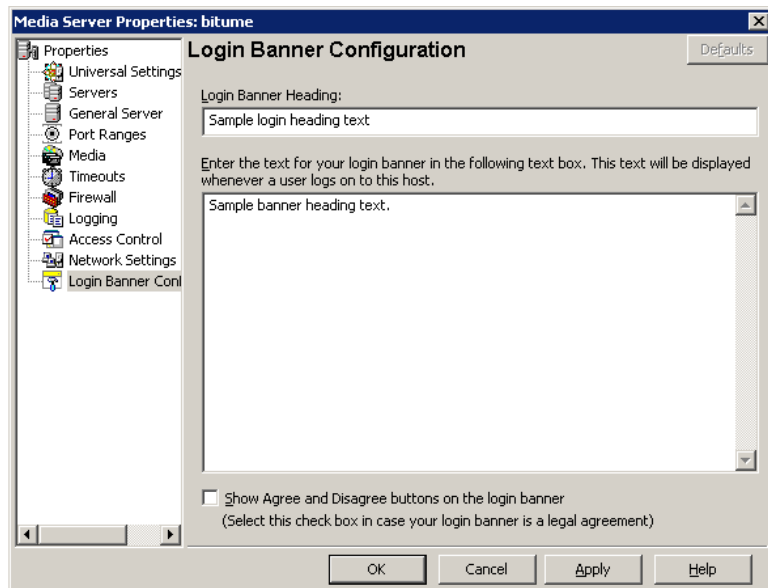 Media Server Properties: bitume
Properties
Universal Settings
Servers
General Server
Port Ranges
Media
Timeouts
Firewall
Logging
Access Control
Network Settings
Login Banner Conf
Login Banner Configuration
Defaults
Login Banner Heading:
Sample login heading text
Enter the text for your login banner in the following text box. This text will be displayed
whenever a user logs on to this host.
Sample banner heading text.
Show Agree and Disagree buttons on the login banner
(Select this check box in case your login banner is a legal agreement)
OK
Cancel
Apply
Help